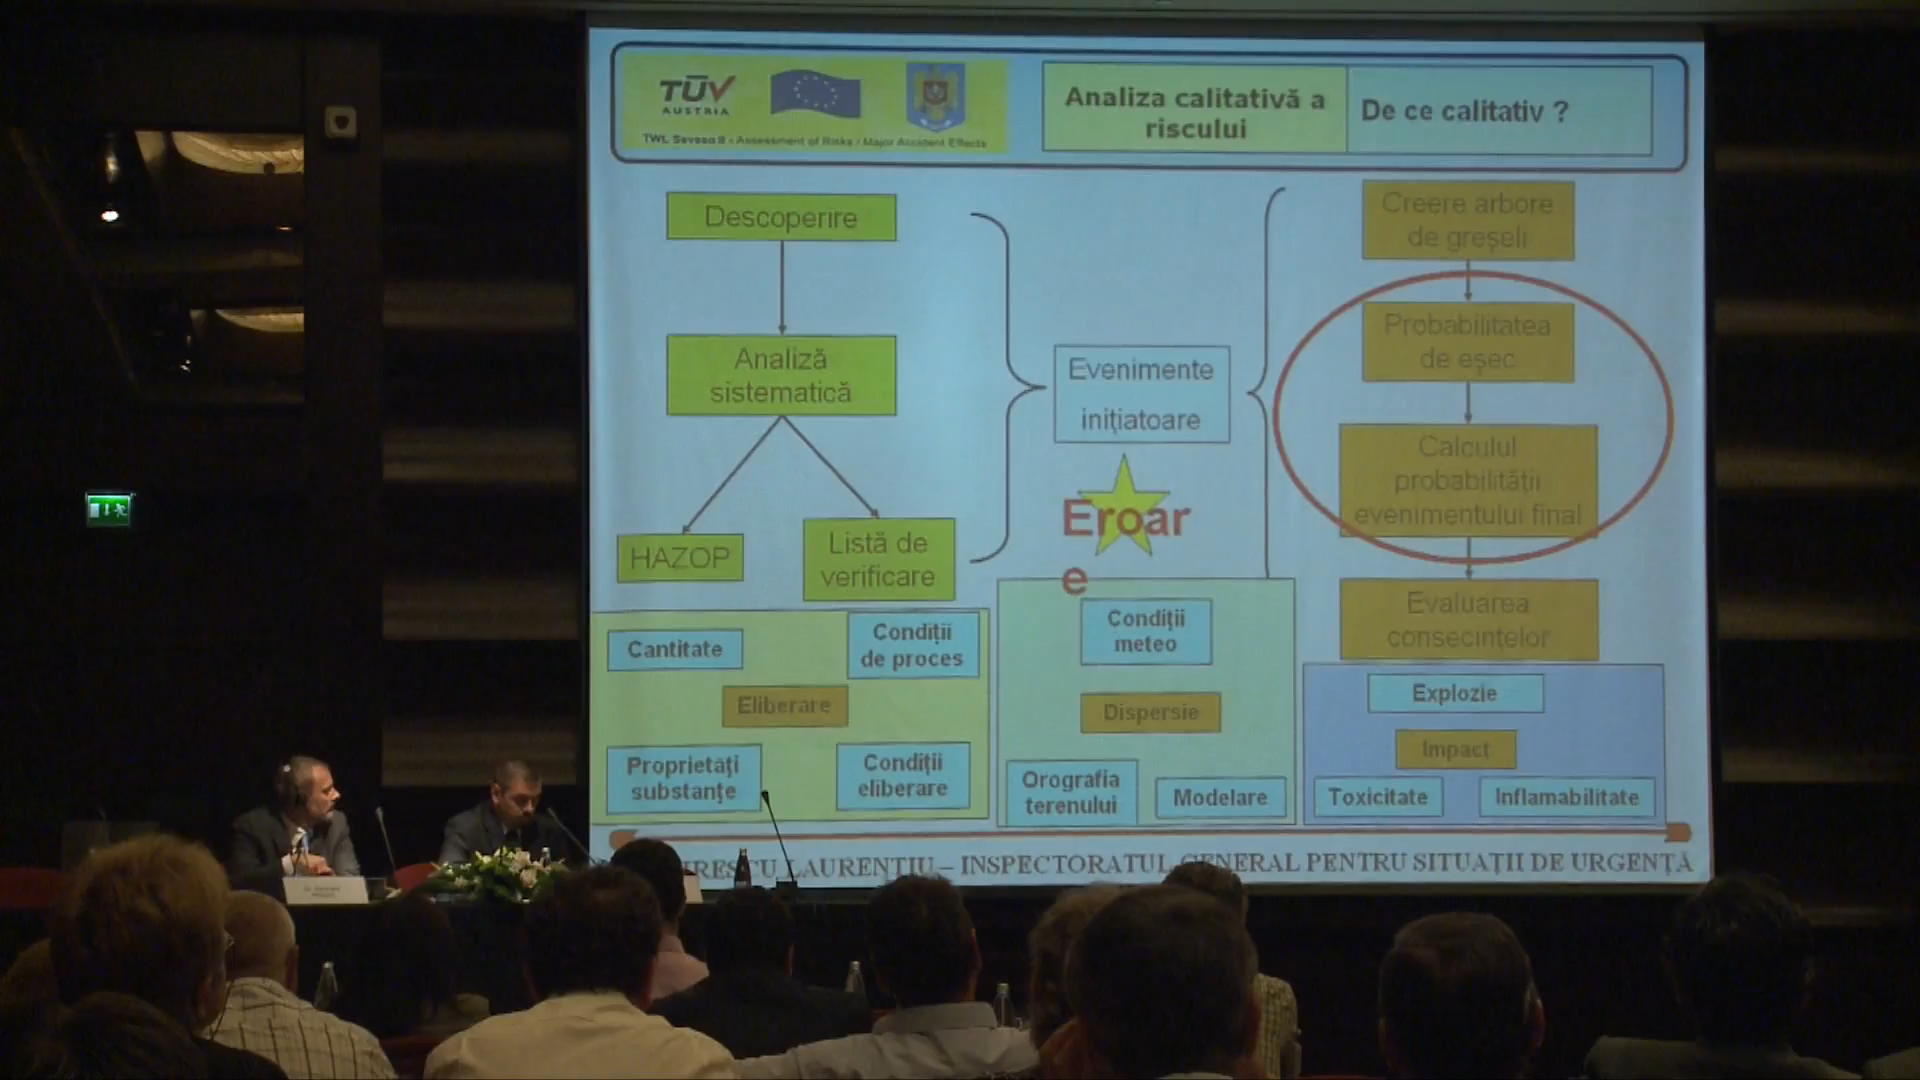 TÜV
AUSTRIA
TWL Seveso II - Assessment of Risks / Major Accident Effects
Analiza calitativă a
riscului
De ce calitativ ?
Descoperire
Analiză
sistematică
HAZOP
Listă de
verificare
Evenimente
inițiatoare
Eroar
e
Creere arbore
de greșeli
Probabilitatea
de eșec
Calculul
probabilității
evenimentului final
Evaluarea
consecințelor
Cantitate
Condiții
de proces
Eliberare
Proprietăți
substanțe
Condiții
eliberare
Condiții
meteo
Dispersie
Orografia
terenului
Modelare
Explozie
Impact
Toxicitate
Inflamabilitate
LAURENȚIU – INSPECTORATUL GENERAL PENTRU SITUAȚII DE URGENȚĂ